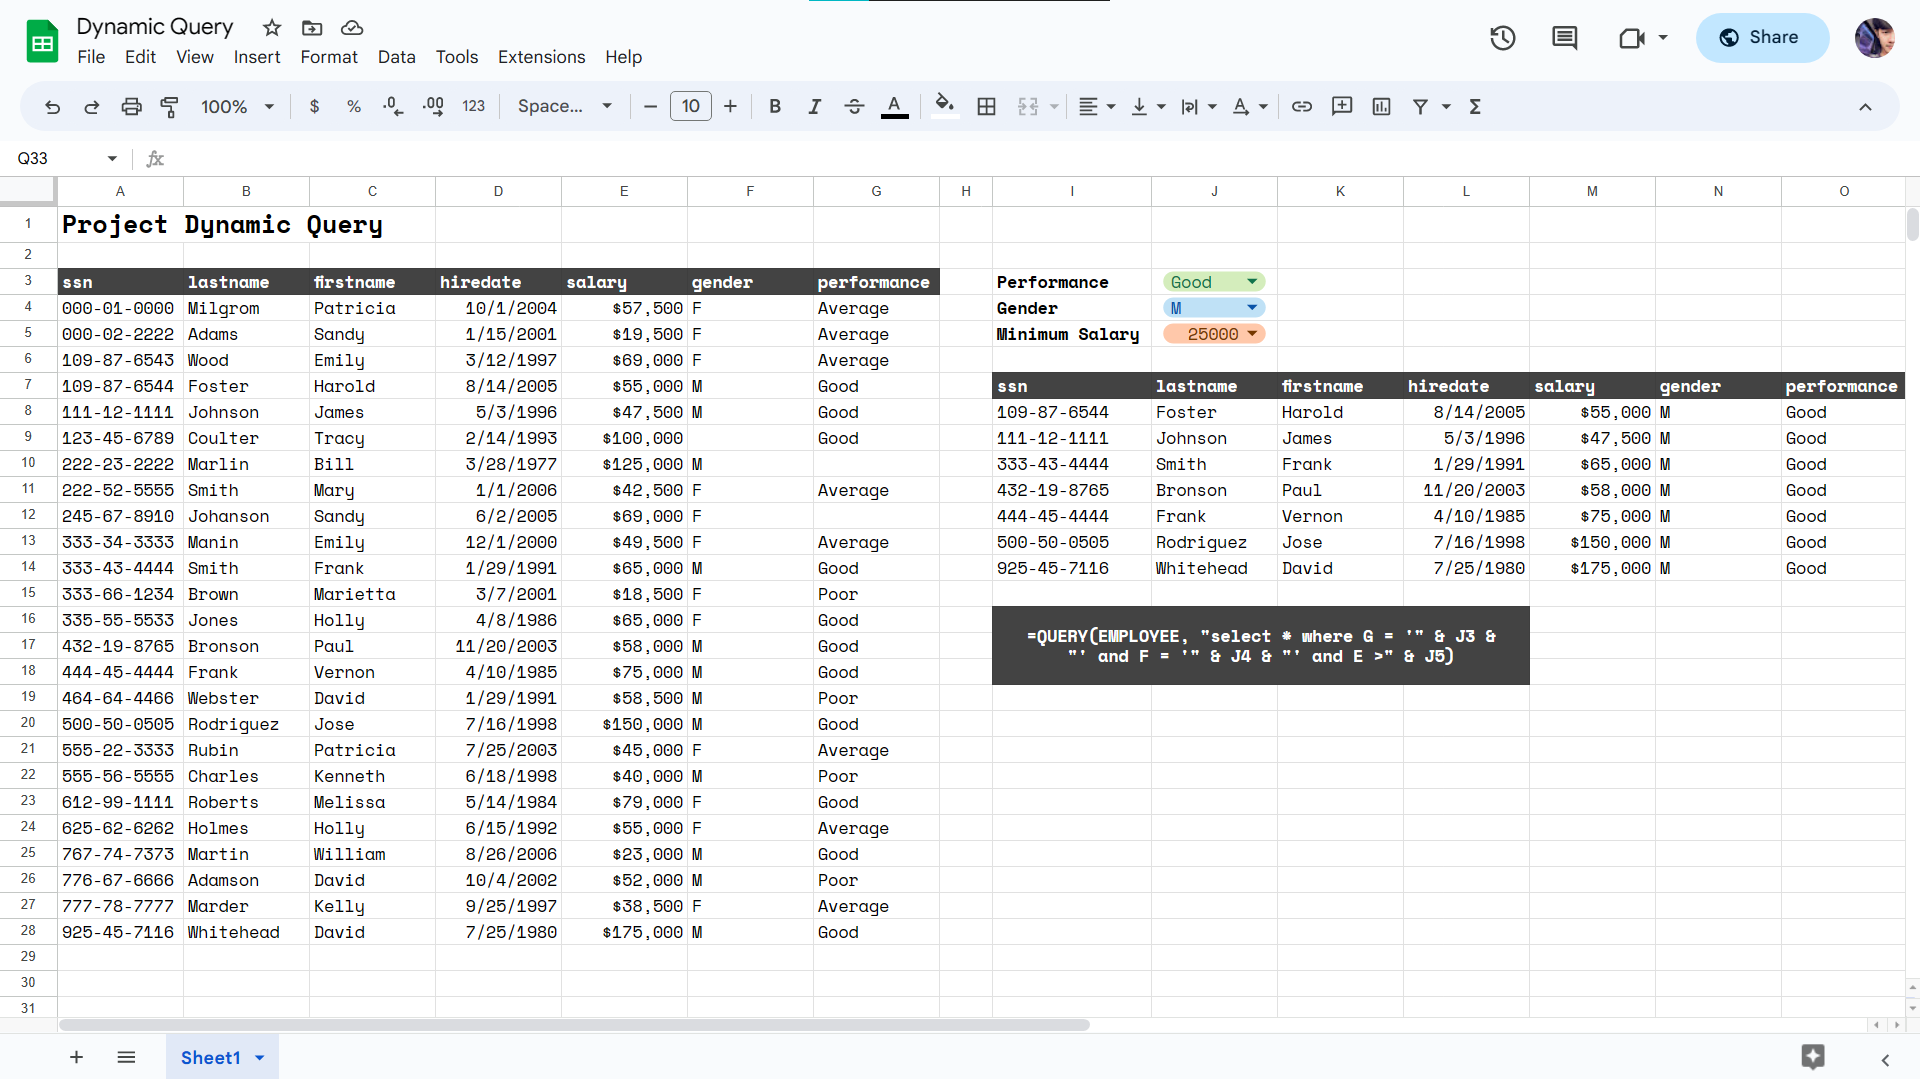 Dynamic Query
File Edit View Insert Format Data Tools Extensions Help
Share
100% $ % .0 .00 123 Space... 10 B I A
Q33 fx
A B C D E F G H I J K L M N O
1 Project Dynamic Query
2
3 ssn lastname firstname hiredate salary gender performance Performance Good
4 000-01-0000 Milgrom Patricia 10/1/2004 $57,500 F Average Gender M
5 000-02-2222 Adams Sandy 1/15/2001 $19,500 F Average Minimum Salary 25000
6 109-87-6543 Wood Emily 3/12/1997 $69,000 F Average
7 109-87-6544 Foster Harold 8/14/2005 $55,000 M Good ssn lastname firstname hiredate salary gender performance
8 111-12-1111 Johnson James 5/3/1996 $47,500 M Good 109-87-6544 Foster Harold 8/14/2005 $55,000 M Good
9 123-45-6789 Coulter Tracy 2/14/1993 $100,000 Good 111-12-1111 Johnson James 5/3/1996 $47,500 M Good
10 222-23-2222 Marlin Bill 3/28/1977 $125,000 M 333-43-4444 Smith Frank 1/29/1991 $65,000 M Good
11 222-52-5555 Smith Mary 1/1/2006 $42,500 F Average 432-19-8765 Bronson Paul 11/20/2003 $58,000 M Good
12 245-67-8910 Johanson Sandy 6/2/2005 $69,000 F 444-45-4444 Frank Vernon 4/10/1985 $75,000 M Good
13 333-34-3333 Manin Emily 12/1/2000 $49,500 F Average 500-50-0505 Rodriguez Jose 7/16/1998 $150,000 M Good
14 333-43-4444 Smith Frank 1/29/1991 $65,000 M Good 925-45-7116 Whitehead David 7/25/1980 $175,000 M Good
15 333-66-1234 Brown Marietta 3/7/2001 $18,500 F Poor
16 335-55-5533 Jones Holly 4/8/1986 $65,000 F Good
17 432-19-8765 Bronson Paul 11/20/2003 $58,000 M Good
=QUERY(EMPLOYEE, "select * where G = '" & J3 &
"' and F = '" & J4 & "' and E >" & J5)
18 444-45-4444 Frank Vernon 4/10/1985 $75,000 M Good
19 464-64-4466 Webster David 1/29/1991 $58,500 M Poor
20 500-50-0505 Rodriguez Jose 7/16/1998 $150,000 M Good
21 555-22-3333 Rubin Patricia 7/25/2003 $45,000 F Average
22 555-56-5555 Charles Kenneth 6/18/1998 $40,000 M Poor
23 612-99-1111 Roberts Melissa 5/14/1984 $79,000 F Good
24 625-62-6262 Holmes Holly 6/15/1992 $55,000 F Average
25 767-74-7373 Martin William 8/26/2006 $23,000 M Good
26 776-67-6666 Adamson David 10/4/2002 $52,000 M Poor
27 777-78-7777 Marder Kelly 9/25/1997 $38,500 F Average
28 925-45-7116 Whitehead David 7/25/1980 $175,000 M Good
29
30
31
Sheet1